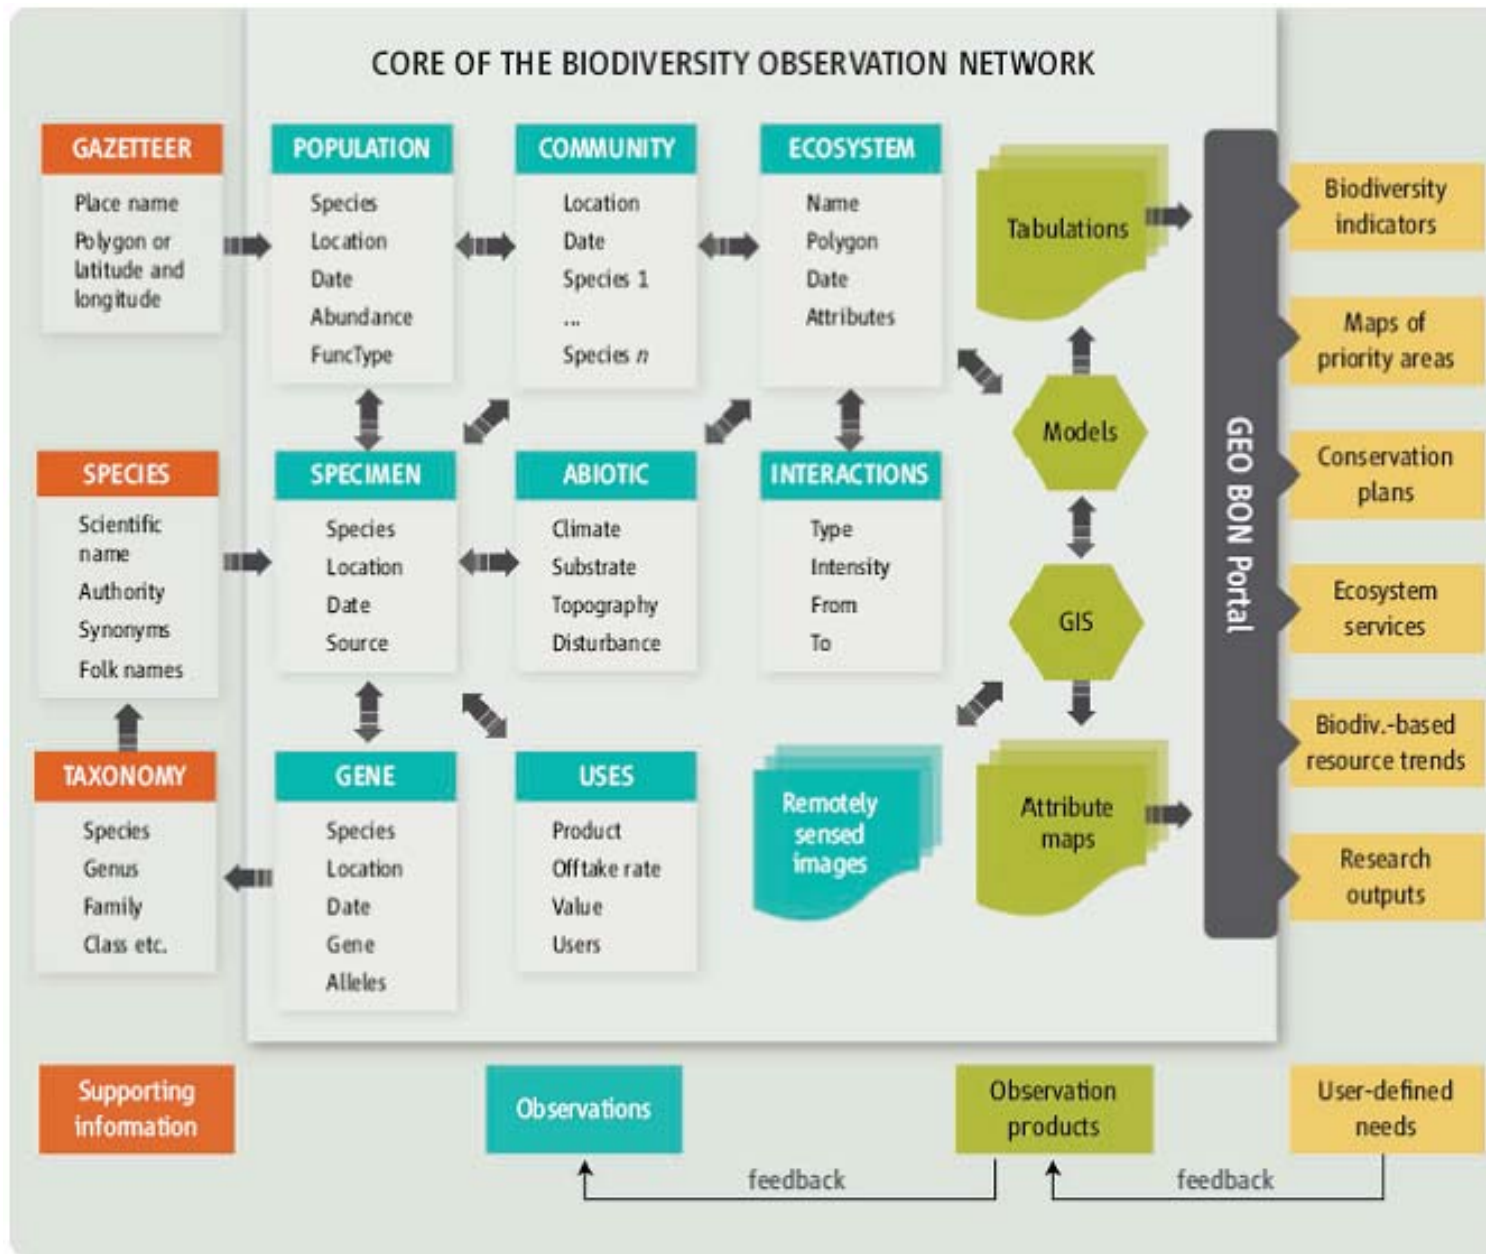 CORE OF THE BIODIVERSITY OBSERVATION NETWORK
GAZETTEER
Place name
Polygon or
latitude and
longitude
POPULATION
Species
Location
Date
Abundance
FuncType
COMMUNITY
Location
Date
Species 1
...
Species n
ECOSYSTEM
Name
Polygon
Date
Attributes
SPECIES
Scientific
name
Authority
Synonyms
Folk names
SPECIMEN
Species
Location
Date
Source
ABIOTIC
Climate
Substrate
Topography
Disturbance
INTERACTIONS
Type
Intensity
From
To
TAXONOMY
Species
Genus
Family
Class etc.
GENE
Species
Location
Date
Gene
Alleles
USES
Product
Offtake rate
Value
Users
Remotely
sensed
images
Tabulations
Models
GIS
Attribute
maps
GEO BON Portal
Biodiversity
indicators
Maps of
priority areas
Conservation
plans
Ecosystem
services
Biodiv.-based
resource trends
Research
outputs
Supporting
information
Observations
Observation
products
User-defined
needs
feedback
feedback